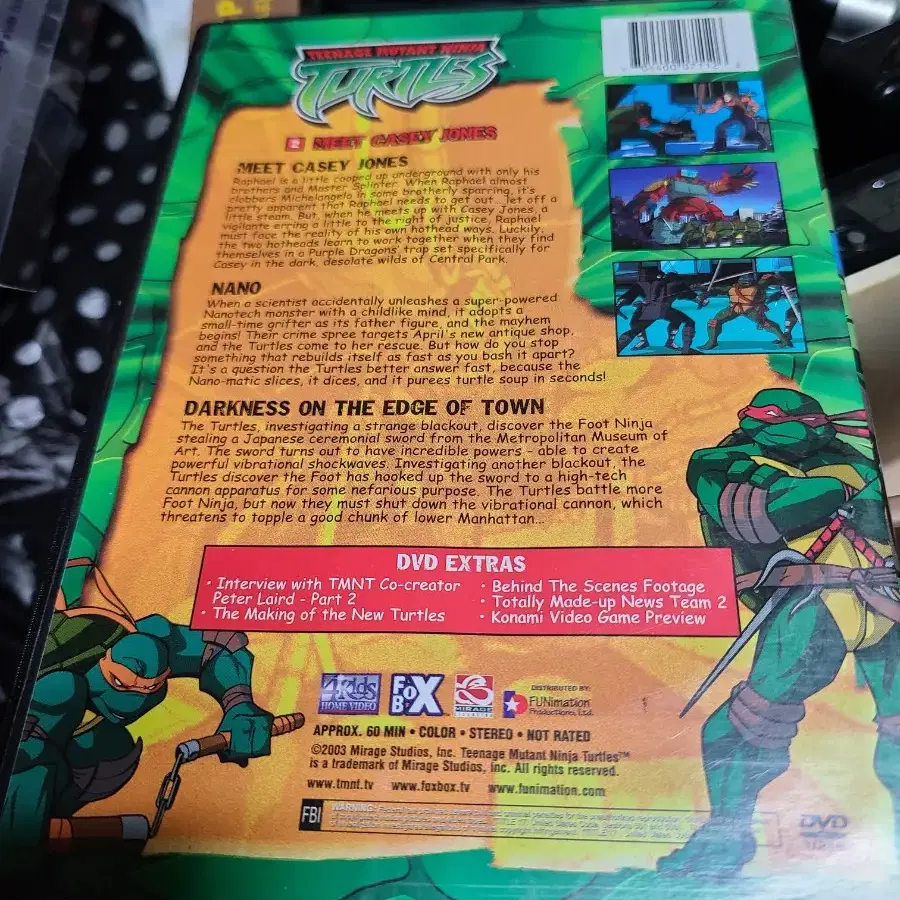 TEENAGE MUTANT NINJA
TURTLES
2 MEET CASEY JONES
MEET CASEY JONES
Raphael is a little cooped up underground with only his
brothers and Master Splinter. When Raphael almost
clobbers Michelangelo in some brotherly sparring, it's
pretty apparent that Raphael needs to get out... let off a
little steam. But, when he meets up with Casey Jones, a
vigilante erring a little to the right of justice, Raphael
must face the reality of his own hothead ways. Luckily,
the two hotheads learn to work together when they find
themselves in a Purple Dragons' trap set specifically for
Casey in the dark, desolate wilds of Central Park.
NANO
When a scientist accidentally unleashes a super-powered
Nanotech monster with a childlike mind, it adopts a
small-time grifter as its father figure, and the mayhem
begins! Their crime spree targets April's new antique shop,
and the Turtles come to her rescue. But how do you stop
something that rebuilds itself as fast as you bash it apart?
It's a question the Turtles better answer fast, because the
Nano-matic slices, it dices, and it purees turtle soup in seconds!
DARKNESS ON THE EDGE OF TOWN
The Turtles, investigating a strange blackout, discover the Foot Ninja
stealing a Japanese ceremonial sword from the Metropolitan Museum of
Art. The sword turns out to have incredible powers - able to create
powerful vibrational shockwaves. Investigating another blackout, the
Turtles discover the Foot has hooked up the sword to a high-tech
cannon apparatus for some nefarious purpose. The Turtles battle more
Foot Ninja, but now they must shut down the vibrational cannon, which
threatens to topple a good chunk of lower Manhattan...
DVD EXTRAS
• Interview with TMNT Co-creator
Peter Laird - Part 2
• The Making of the New Turtles
• Behind The Scenes Footage
• Totally Made-up News Team 2
• Konami Video Game Preview
4Kids
HOME VIDEO
FOX
BOX
MIRAGE
DISTRIBUTED BY:
FUNimation
Productions, Ltd.
APPROX. 60 MIN • COLOR • STEREO • NOT RATED
©2003 Mirage Studios, Inc. Teenage Mutant Ninja Turtles™
is a trademark of Mirage Studios, Inc. All rights reserved.
www.tmnt.tv www.foxbox.tv www.funimation.com
FBI
WARNING:
DVD